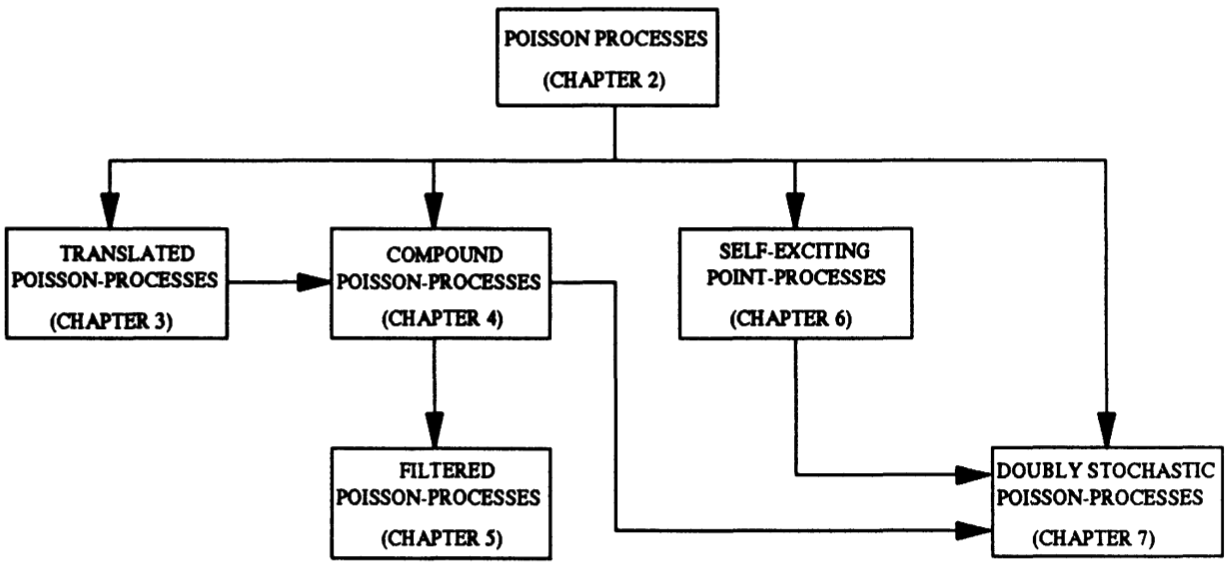 POISSON PROCESSES
(CHAPTER 2)
TRANSLATED
POISSON-PROCESSES
(CHAPTER 3)
COMPOUND
POISSON-PROCESSES
(CHAPTER 4)
SELF-EXCITING
POINT-PROCESSES
(CHAPTER 6)
FILTERED
POISSON-PROCESSES
(CHAPTER 5)
DOUBLY STOCHASTIC
POISSON-PROCESSES
(CHAPTER 7)